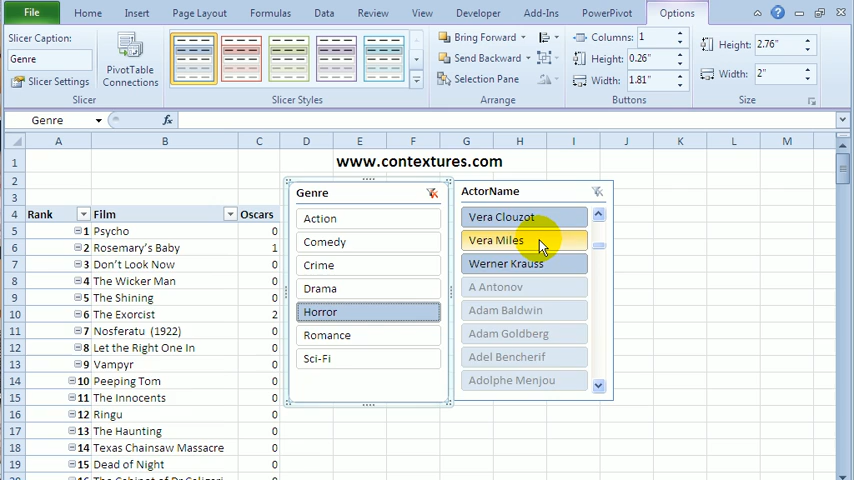 File Home Insert Page Layout Formulas Data Review View Developer Add-Ins PowerPivot Options
Slicer Caption:
Genre
Slicer Settings
PivotTable
Connections
Slicer
Slicer Styles
Bring Forward
Send Backward
Selection Pane
Arrange
Columns: 1
Height: 0.26"
Width: 1.81"
Buttons
Height: 2.76"
Width: 2"
Size
Genre fx
A B C D E F G H I J K L M
1 www.contextures.com
2
3
4 Rank Film Oscars
5 1 Psycho 0
6 2 Rosemary's Baby 1
7 3 Don't Look Now 0
8 4 The Wicker Man 0
9 5 The Shining 0
10 6 The Exorcist 2
11 7 Nosferatu (1922) 0
12 8 Let the Right One In 0
13 9 Vampyr 0
14 10 Peeping Tom 0
15 11 The Innocents 0
16 12 Ringu 0
17 13 The Haunting 0
18 14 Texas Chainsaw Massacre 0
19 15 Dead of Night 0
Genre
Action
Comedy
Crime
Drama
Horror
Romance
Sci-Fi
ActorName
Vera Clouzot
Vera Miles
Werner Krauss
A Antonov
Adam Baldwin
Adam Goldberg
Adel Bencherif
Adolphe Menjou